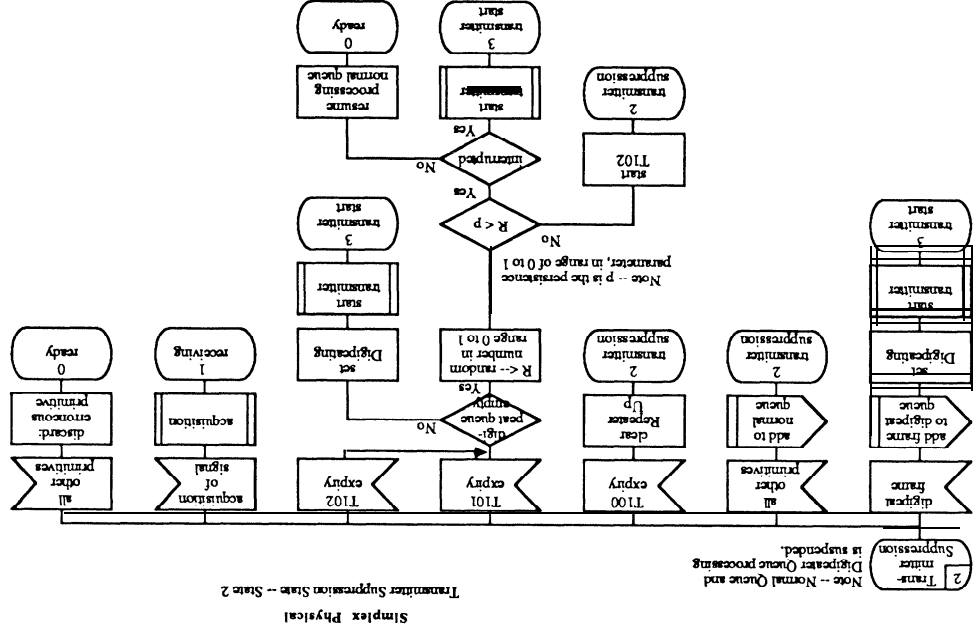 Simplex Physical
Transmitter Suppression State -- State 2
2
Trans-
mitter
Suppression
Note -- Normal Queue and
Digipeater Queue processing
is suspended.
digipeat
frame
add frame
to digipeat
queue
set
Digipeating
start
transmitter
3
transmitter
start
all
other
primitives
add to
normal
queue
2
transmitter
suppression
T100
expiry
clear
Repeater
Up
2
transmitter
suppression
T101
expiry
digi-
peat queue
empty
No
Yes
R <-- random
number in
range 0 to 1
Note -- p is the persistence
parameter, in range of 0 to 1
R < p
No
start
T102
2
transmitter
suppression
Yes
interrupted
No
Yes
start
transmitter
3
transmitter
start
resume
processing
normal queue
0
ready
T102
expiry
set
Digipeating
start
transmitter
3
transmitter
start
acquisition
of
signal
acquisition
1
receiving
all
other
primitives
discard:
erroneous
primitive
0
ready